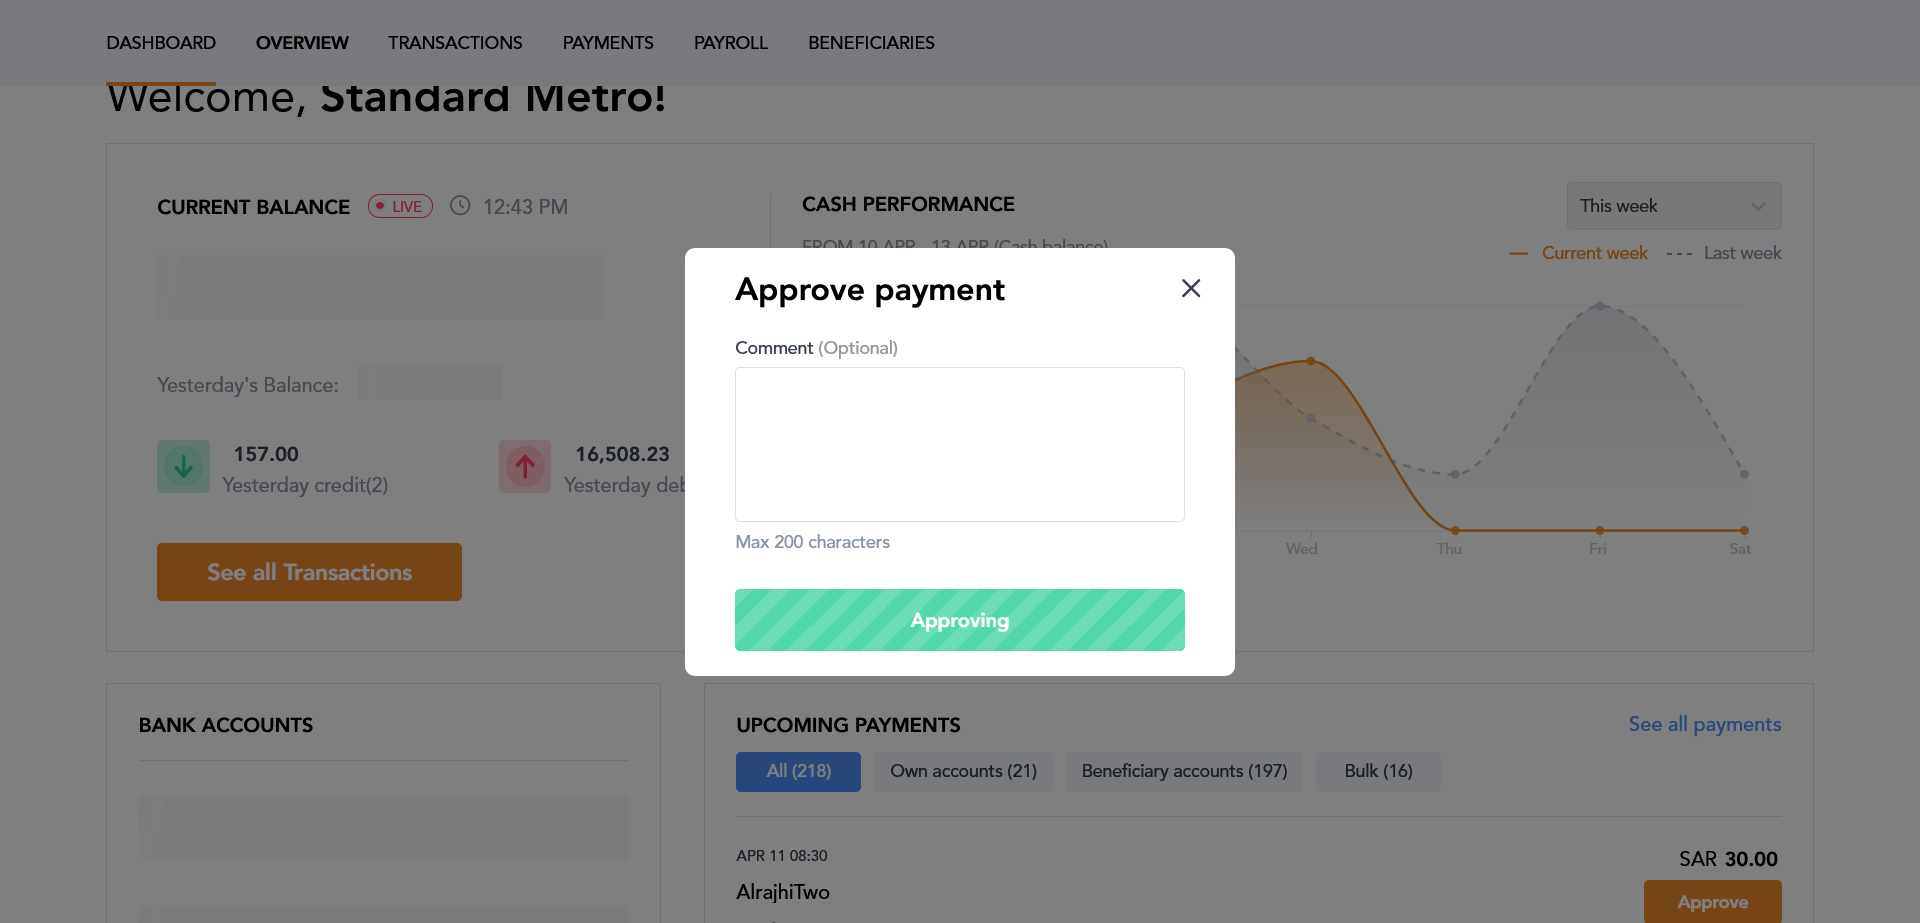 DASHBOARD OVERVIEW TRANSACTIONS PAYMENTS PAYROLL BENEFICIARIES
Welcome, Standard Metro!
CURRENT BALANCE LIVE 12:43 PM
Yesterday's Balance:
157.00
Yesterday credit(2)
16,508.23
Yesterday deb
See all Transactions
CASH PERFORMANCE
FROM 10 APR - 13 APR (Cash balance)
This week
Current week Last week
Wed Thu Fri Sat
Approve payment
Comment (Optional)
Max 200 characters
Approving
BANK ACCOUNTS
UPCOMING PAYMENTS
See all payments
All (218) Own accounts (21) Beneficiary accounts (197) Bulk (16)
APR 11 08:30
AlrajhiTwo
SAR 30.00
Approve